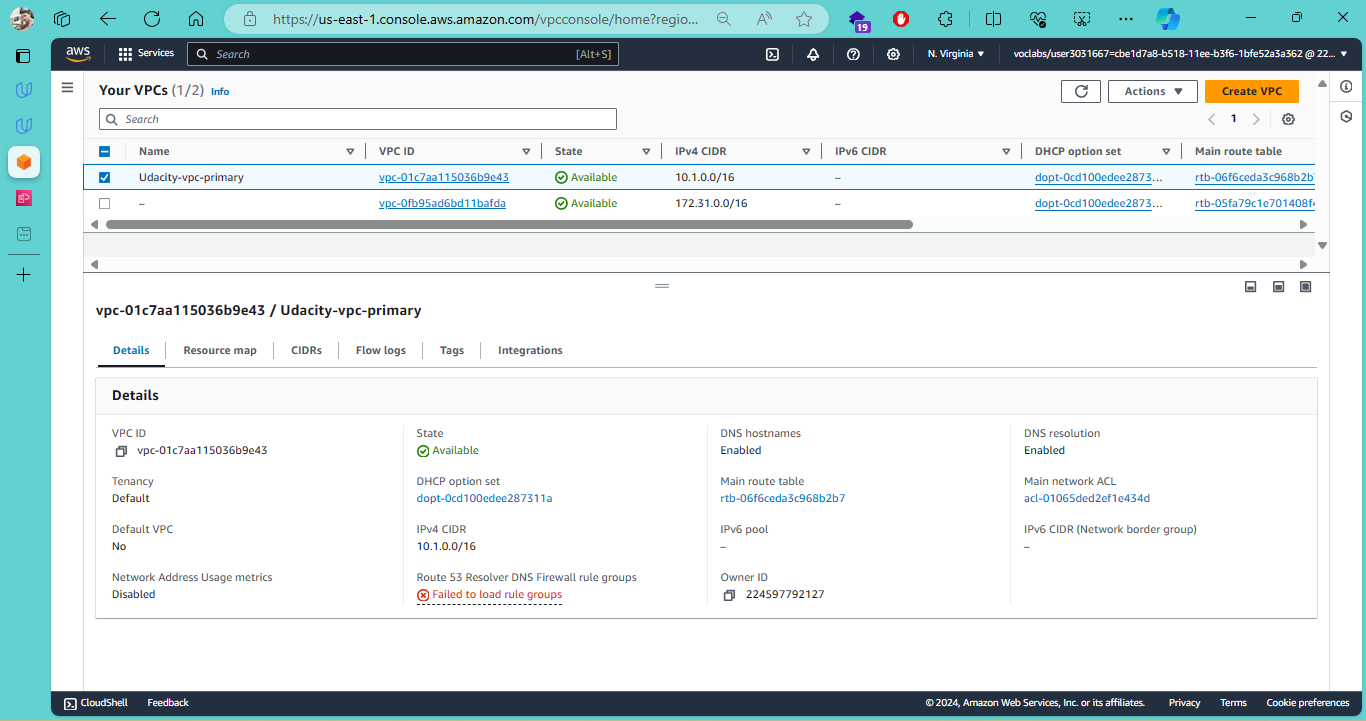 https://us-east-1.console.aws.amazon.com/vpcconsole/home?regio...
19
aws Services Search [Alt+S] N. Virginia voclabs/user3031667=cbe1d7a8-b518-11ee-b3f6-1bfe52a3a362 @ 22...
Your VPCs (1/2) Info Actions Create VPC
Search 1
Name VPC ID State IPv4 CIDR IPv6 CIDR DHCP option set Main route table
Udacity-vpc-primary vpc-01c7aa115036b9e43 Available 10.1.0.0/16 – dopt-0cd100edee2873... rtb-06f6ceda3c968b2b
– vpc-0fb95ad6bd11bafda Available 172.31.0.0/16 – dopt-0cd100edee2873... rtb-05fa79c1e701408f
vpc-01c7aa115036b9e43 / Udacity-vpc-primary
Details Resource map CIDRs Flow logs Tags Integrations
Details
VPC ID State DNS hostnames DNS resolution
vpc-01c7aa115036b9e43 Available Enabled Enabled
Tenancy DHCP option set Main route table Main network ACL
Default dopt-0cd100edee287311a rtb-06f6ceda3c968b2b7 acl-01065ded2ef1e434d
Default VPC IPv4 CIDR IPv6 pool IPv6 CIDR (Network border group)
No 10.1.0.0/16 – –
Network Address Usage metrics Route 53 Resolver DNS Firewall rule groups Owner ID
Disabled Failed to load rule groups 224597792127
CloudShell Feedback © 2024, Amazon Web Services, Inc. or its affiliates. Privacy Terms Cookie preferences